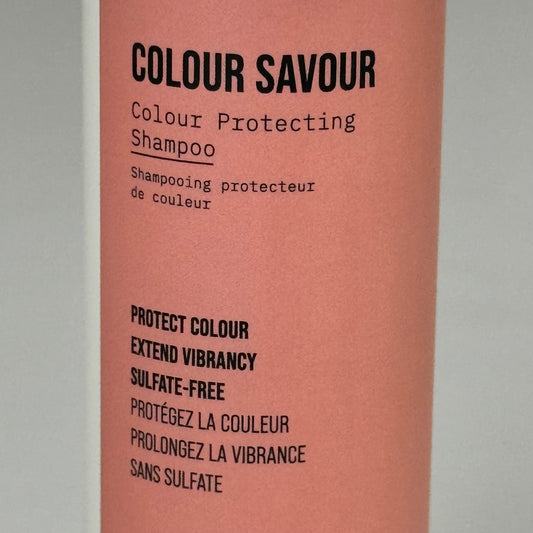 COLOUR SAVOUR
Colour Protecting
Shampoo
Shampooing protecteur
de couleur
PROTECT COLOUR
EXTEND VIBRANCY
SULFATE-FREE
PROTÉGEZ LA COULEUR
PROLONGEZ LA VIBRANCE
SANS SULFATE